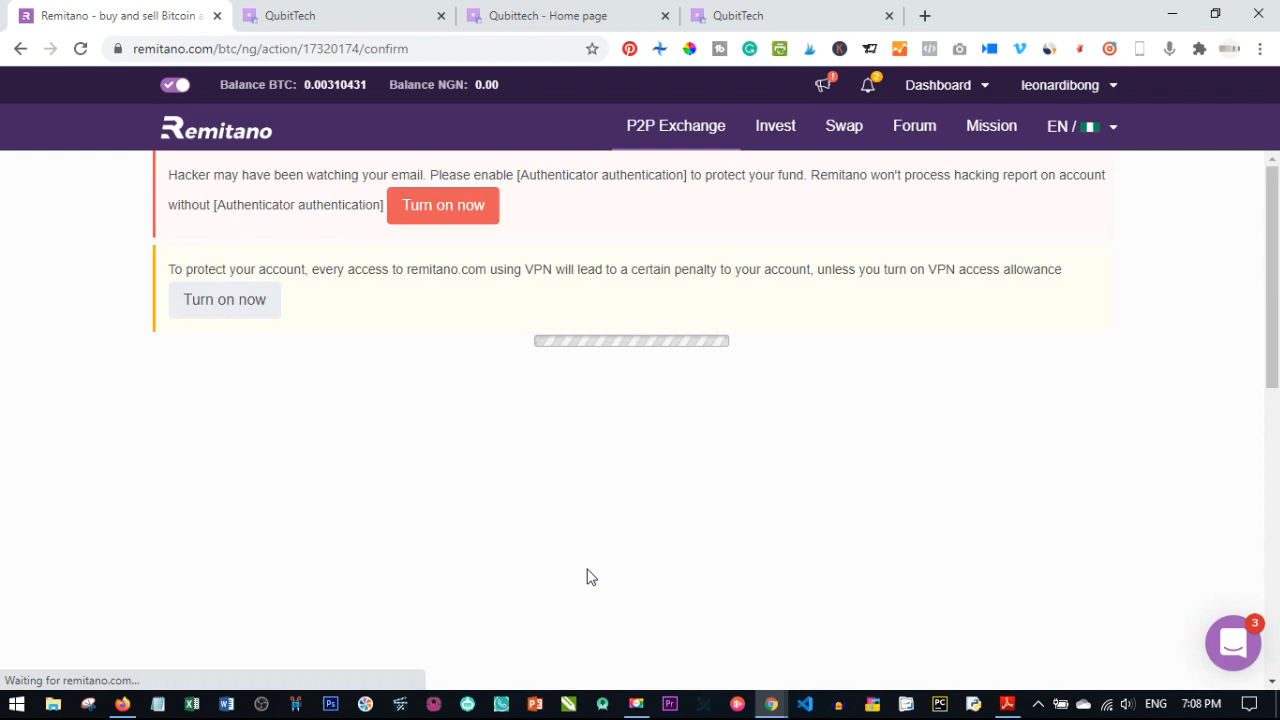 Remitano - buy and sell Bitcoin a
QubitTech
Qubittech - Home page
QubitTech
remitano.com/btc/ng/action/17320174/confirm
Balance BTC: 0.00310431
Balance NGN: 0.00
!
2
Dashboard
leonardibong
Remitano
P2P Exchange
Invest
Swap
Forum
Mission
EN /
Hacker may have been watching your email. Please enable [Authenticator authentication] to protect your fund. Remitano won't process hacking report on account
without [Authenticator authentication] Turn on now
To protect your account, every access to remitano.com using VPN will lead to a certain penalty to your account, unless you turn on VPN access allowance
Turn on now
3
Waiting for remitano.com...
ENG
7:08 PM